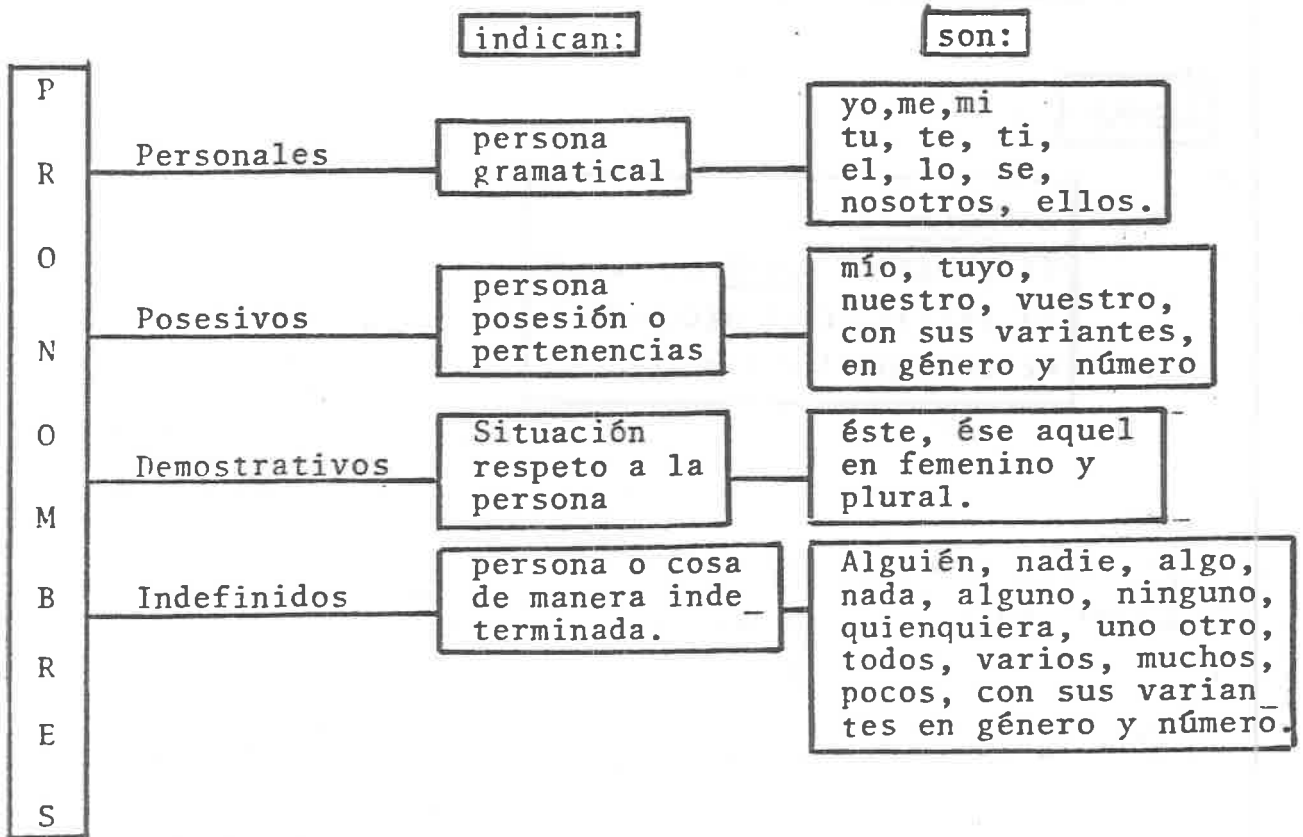 indican:
son:
PRONOMBRES
Personales
persona
gramatical
yo,me,mi
tu, te, ti,
el, lo, se,
nosotros, ellos.
Posesivos
persona
posesión o
pertenencias
mío, tuyo,
nuestro, vuestro,
con sus variantes,
en género y número
Demostrativos
Situación
respeto a la
persona
éste, ése aquel
en femenino y
plural.
Indefinidos
persona o cosa
de manera inde_
terminada.
Alguién, nadie, algo,
nada, alguno, ninguno,
quienquiera, uno otro,
todos, varios, muchos,
pocos, con sus varian_
tes en género y número.